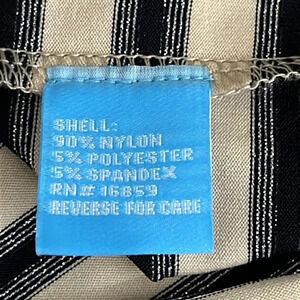 SHELL:
90% NYLON
5% POLYESTER
5% SPANDEX
RN# 16859
REVERSE FOR CARE